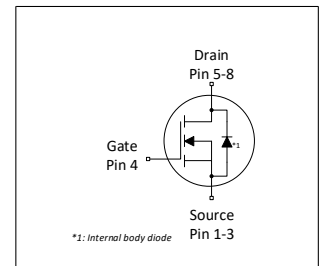 Drain
Pin 5-8
*1
Gate
Pin 4
Source
Pin 1-3
*1: Internal body diode